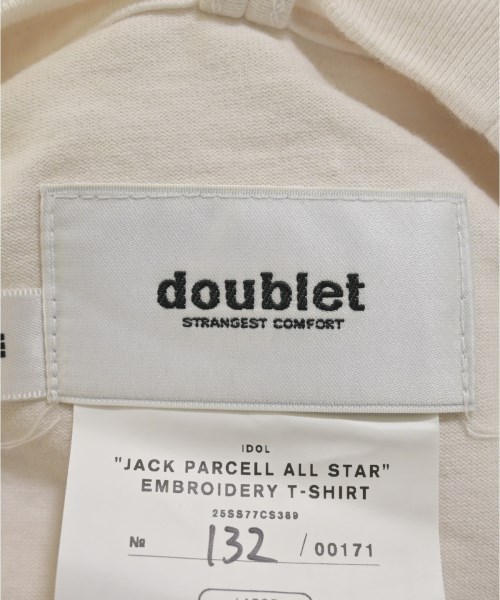 doublet
STRANGEST COMFORT
IDOL
"JACK PARCELL ALL STAR"
EMBROIDERY T-SHIRT
25SS77CS389
№ 132 / 00171